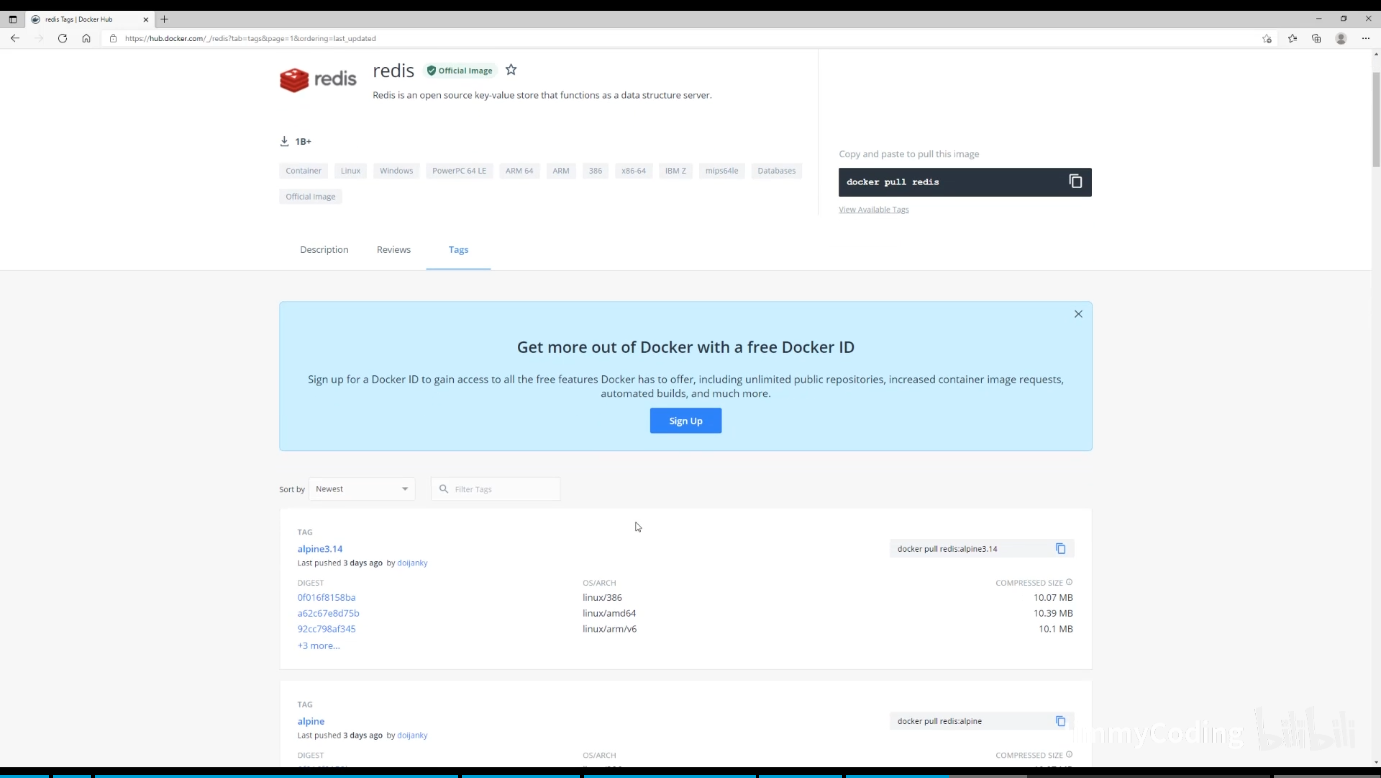 redis Tags | Docker Hub
https://hub.docker.com/_/redis?tab=tags&page=1&ordering=last_updated
redis
redis
Official Image
Redis is an open source key-value store that functions as a data structure server.
1B+
Copy and paste to pull this image
Container Linux Windows PowerPC 64 LE ARM 64 ARM 386 x86-64 IBM Z mips64le Databases
docker pull redis
Official Image
View Available Tags
Description Reviews Tags
Get more out of Docker with a free Docker ID
Sign up for a Docker ID to gain access to all the free features Docker has to offer, including unlimited public repositories, increased container image requests,
automated builds, and much more.
Sign Up
Sort by Newest Filter Tags
TAG
alpine3.14
docker pull redis:alpine3.14
Last pushed 3 days ago by doijanky
DIGEST OS/ARCH COMPRESSED SIZE
0f016f8158ba linux/386 10.07 MB
a62c67e8d75b linux/amd64 10.39 MB
92cc798af345 linux/arm/v6 10.1 MB
+3 more...
TAG
alpine
docker pull redis:alpine
Last pushed 3 days ago by doijanky
DIGEST OS/ARCH COMPRESSED SIZE
bilibili